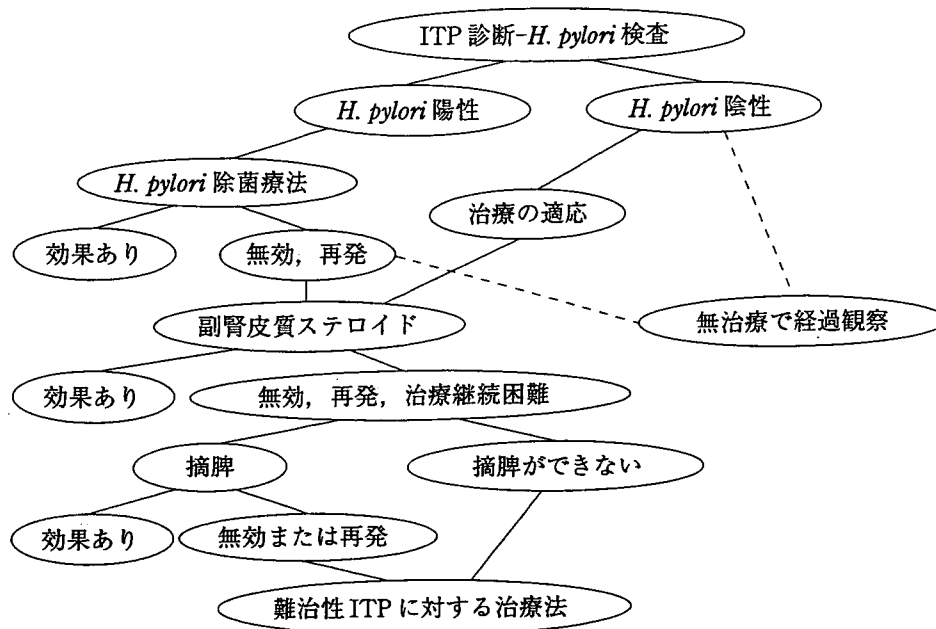 ITP 診断–H. pylori 検査
H. pylori 陽性
H. pylori 陰性
H. pylori 除菌療法
治療の適応
効果あり
無効，再発
副腎皮質ステロイド
無治療で経過観察
効果あり
無効，再発，治療継続困難
摘脾
摘脾ができない
効果あり
無効または再発
難治性 ITP に対する治療法